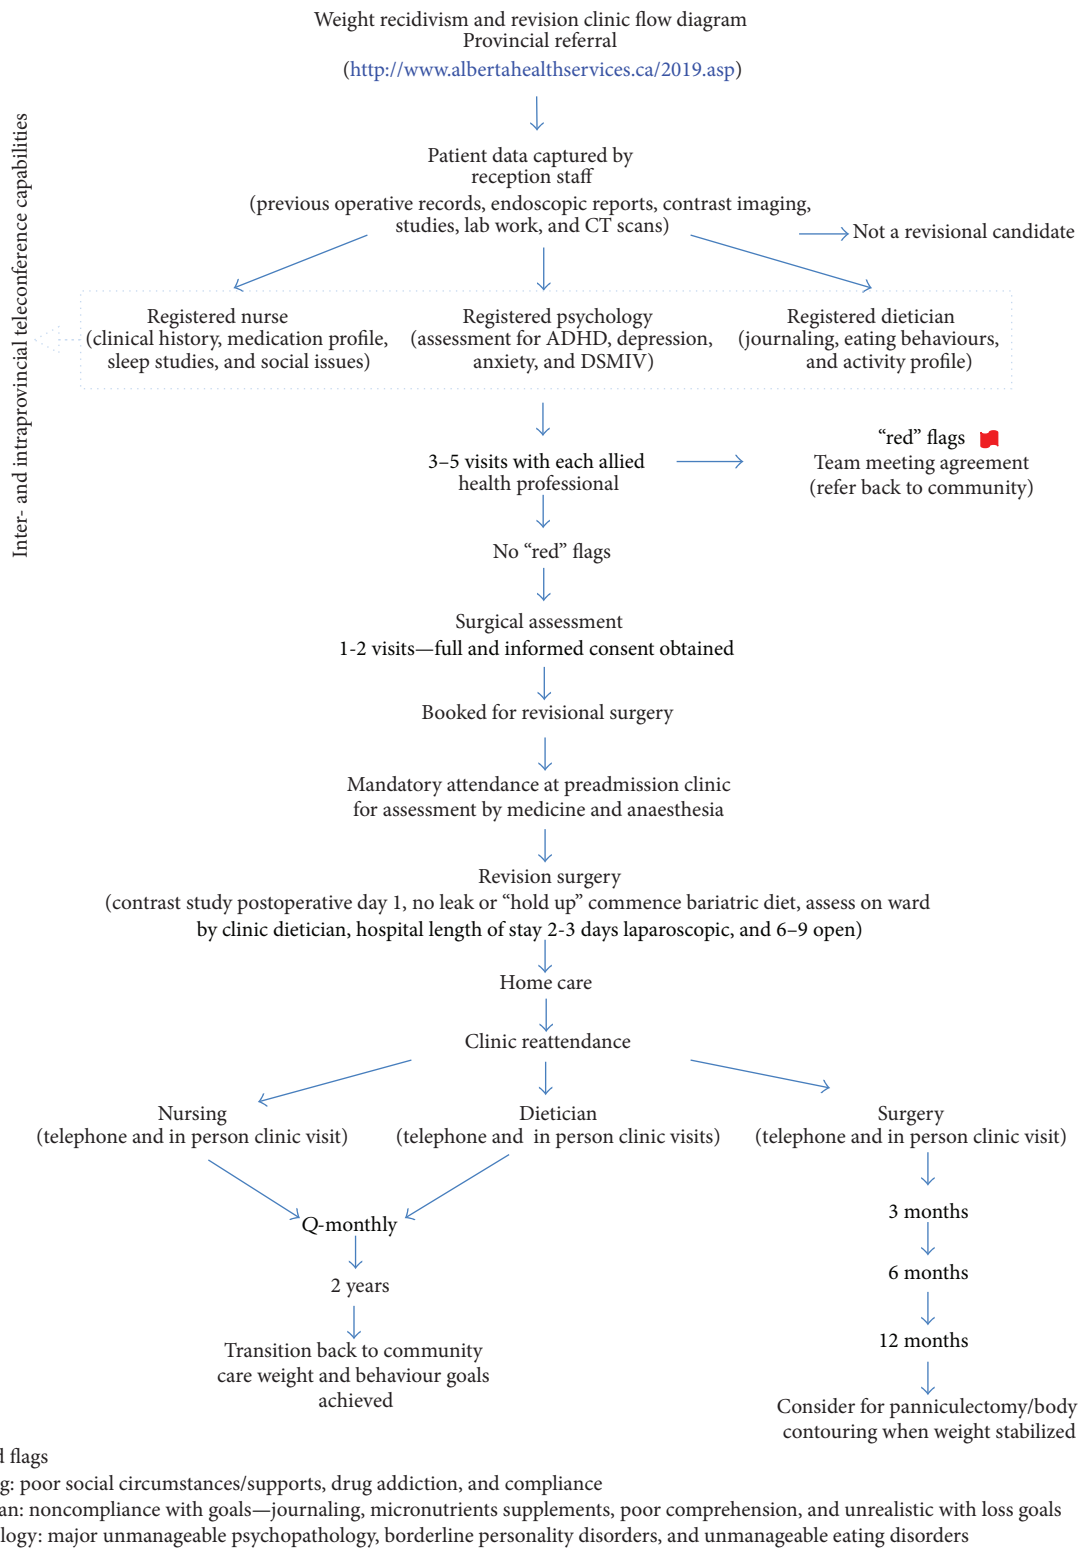 Weight recidivism and revision clinic flow diagram
Provincial referral
(http://www.albertahealthservices.ca/2019.asp)
Inter- and intraprovincial teleconference capabilities
Patient data captured by
reception staff
(previous operative records, endoscopic reports, contrast imaging,
studies, lab work, and CT scans)
Not a revisional candidate
Registered nurse
(clinical history, medication profile,
sleep studies, and social issues)
Registered psychology
(assessment for ADHD, depression,
anxiety, and DSMIV)
Registered dietician
(journaling, eating behaviours,
and activity profile)
3–5 visits with each allied
health professional
“red” flags
Team meeting agreement
(refer back to community)
No “red” flags
Surgical assessment
1-2 visits—full and informed consent obtained
Booked for revisional surgery
Mandatory attendance at preadmission clinic
for assessment by medicine and anaesthesia
Revision surgery
(contrast study postoperative day 1, no leak or “hold up” commence bariatric diet, assess on ward
by clinic dietician, hospital length of stay 2-3 days laparoscopic, and 6–9 open)
Home care
Clinic reattendance
Nursing
(telephone and in person clinic visit)
Dietician
(telephone and in person clinic visits)
Surgery
(telephone and in person clinic visit)
Q-monthly
2 years
Transition back to community
care weight and behaviour goals
achieved
3 months
6 months
12 months
Consider for panniculectomy/body
contouring when weight stabilized
flags
poor social circumstances/supports, drug addiction, and compliance
noncompliance with goals—journaling, micronutrients supplements, poor comprehension, and unrealistic with loss goals
major unmanageable psychopathology, borderline personality disorders, and unmanageable eating disorders